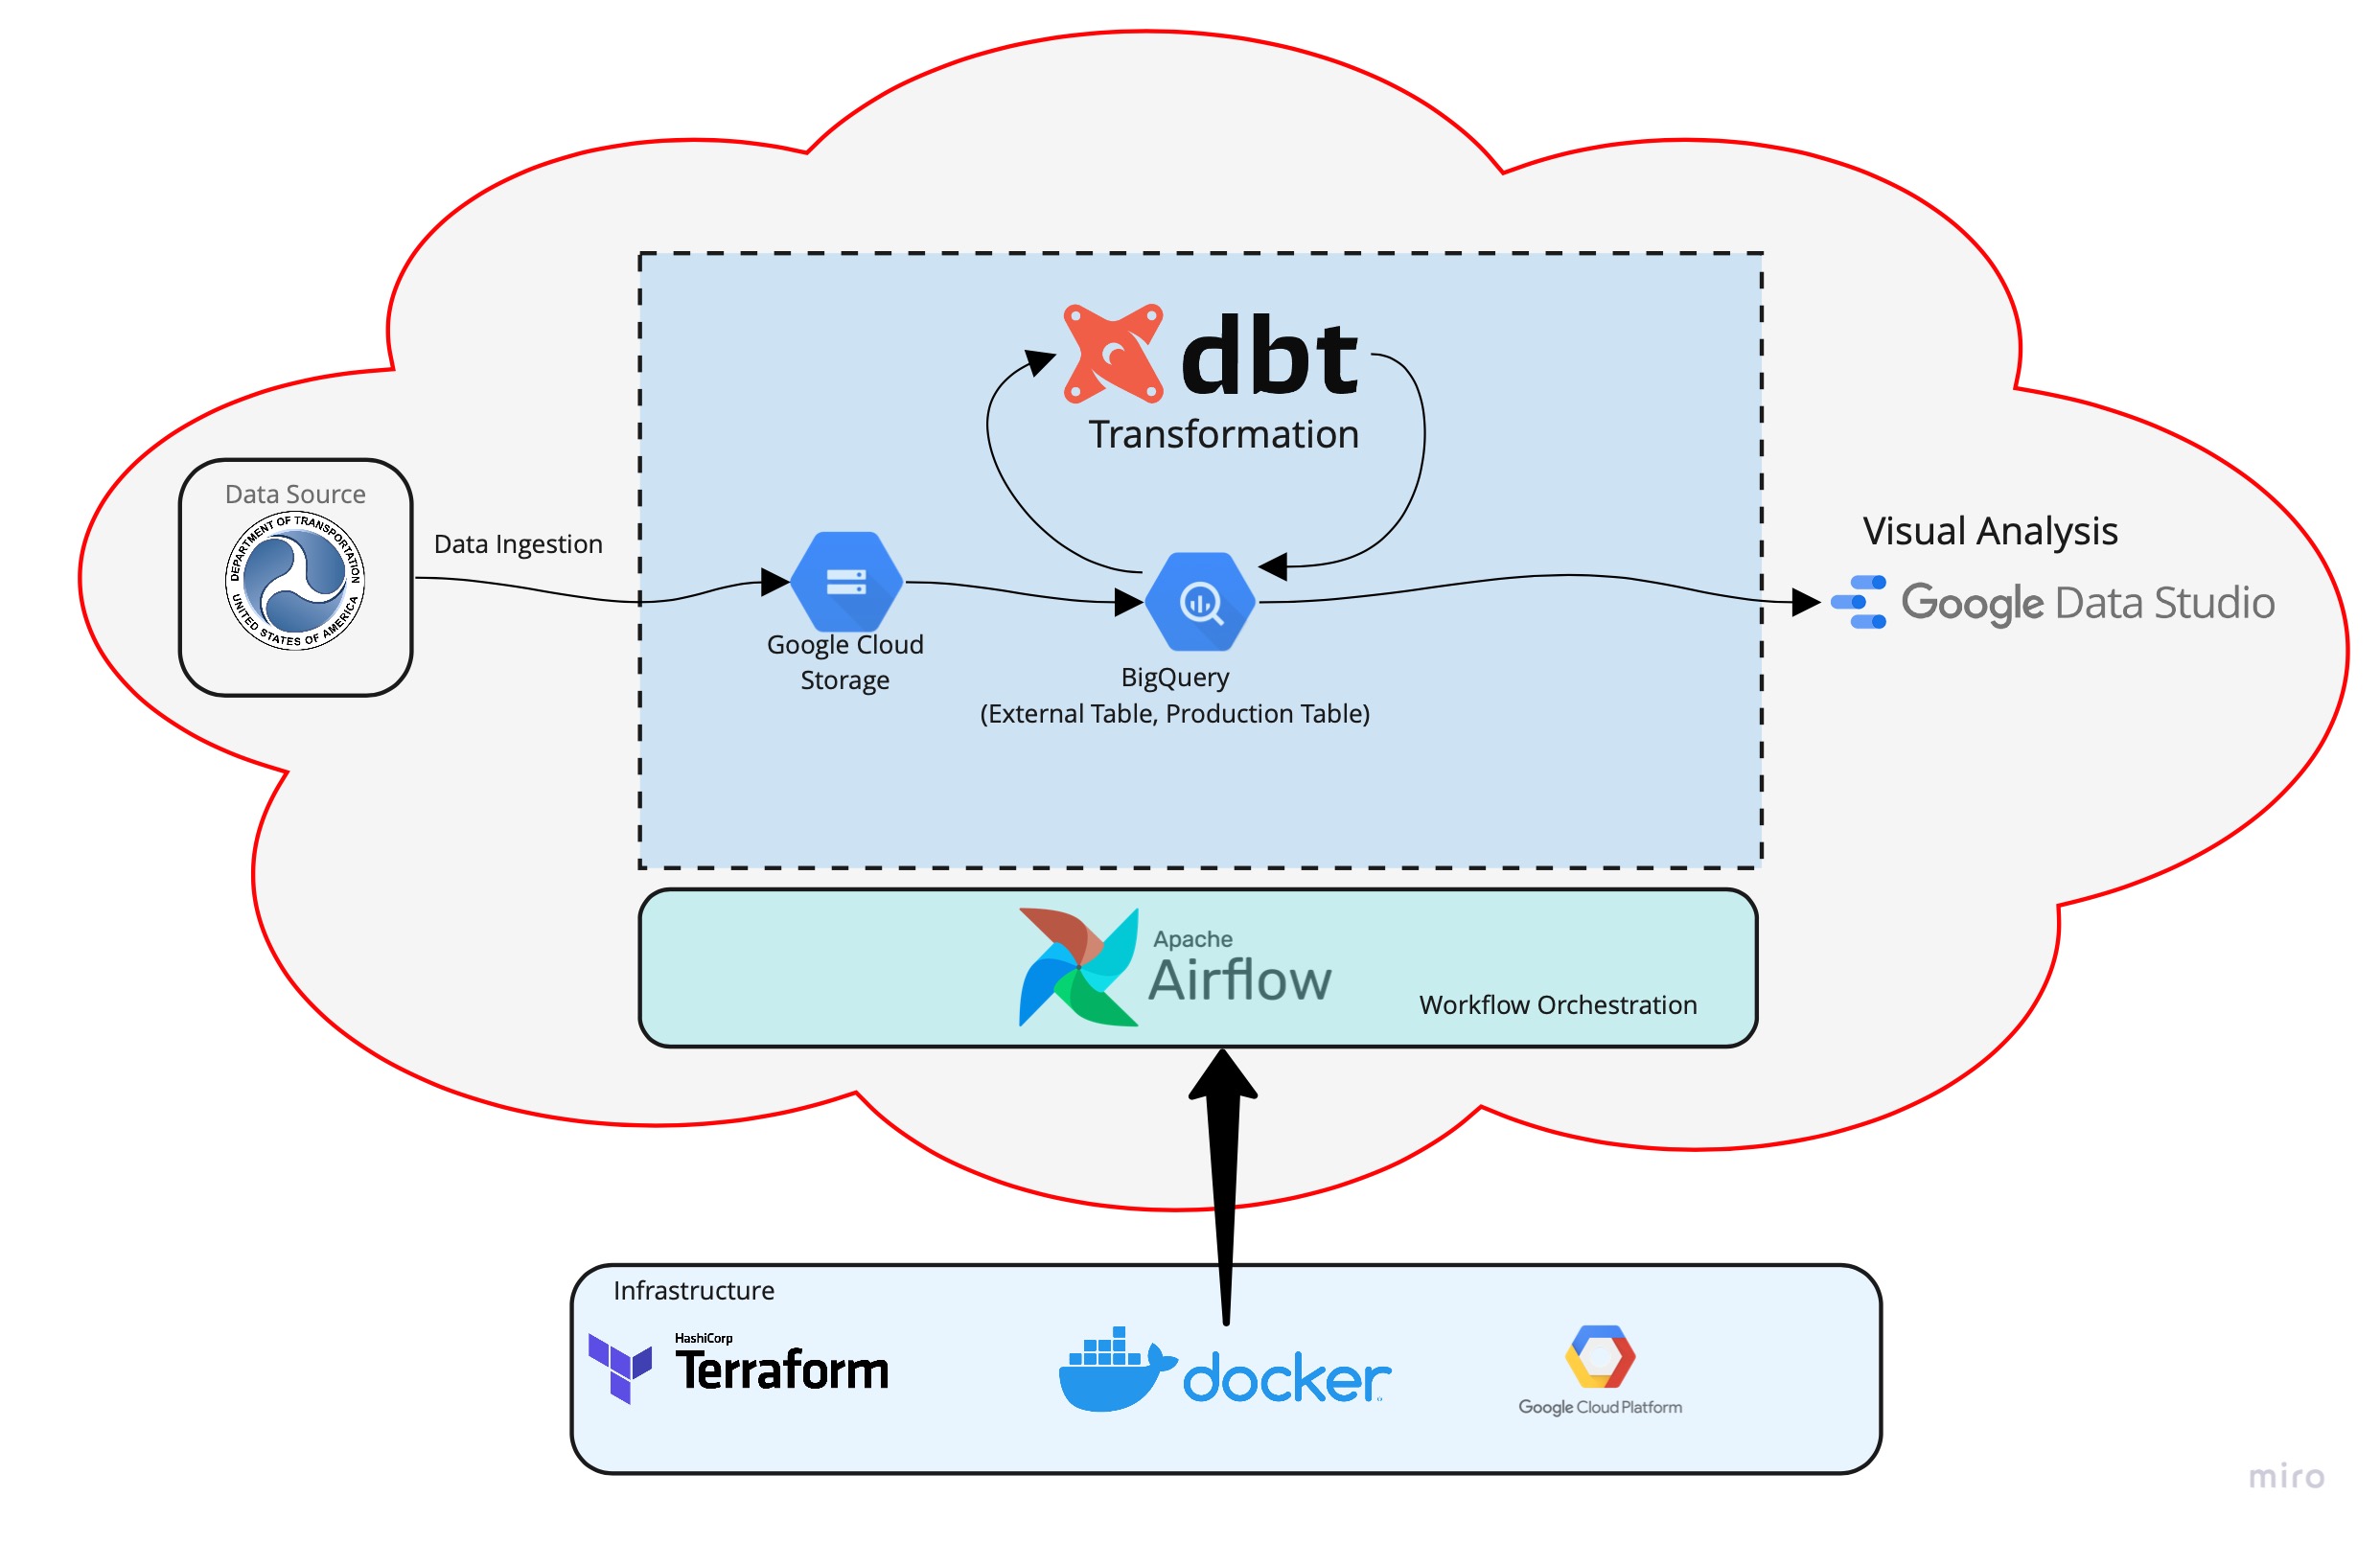 dbt
Transformation
Data Source
DEPARTMENT OF TRANSPORTATION
UNITED STATES OF AMERICA
Data Ingestion
Google Cloud
Storage
BigQuery
(External Table, Production Table)
Visual Analysis
Google Data Studio
Apache
Airflow
Workflow Orchestration
Infrastructure
HashiCorp
Terraform
docker
Google Cloud Platform
miro